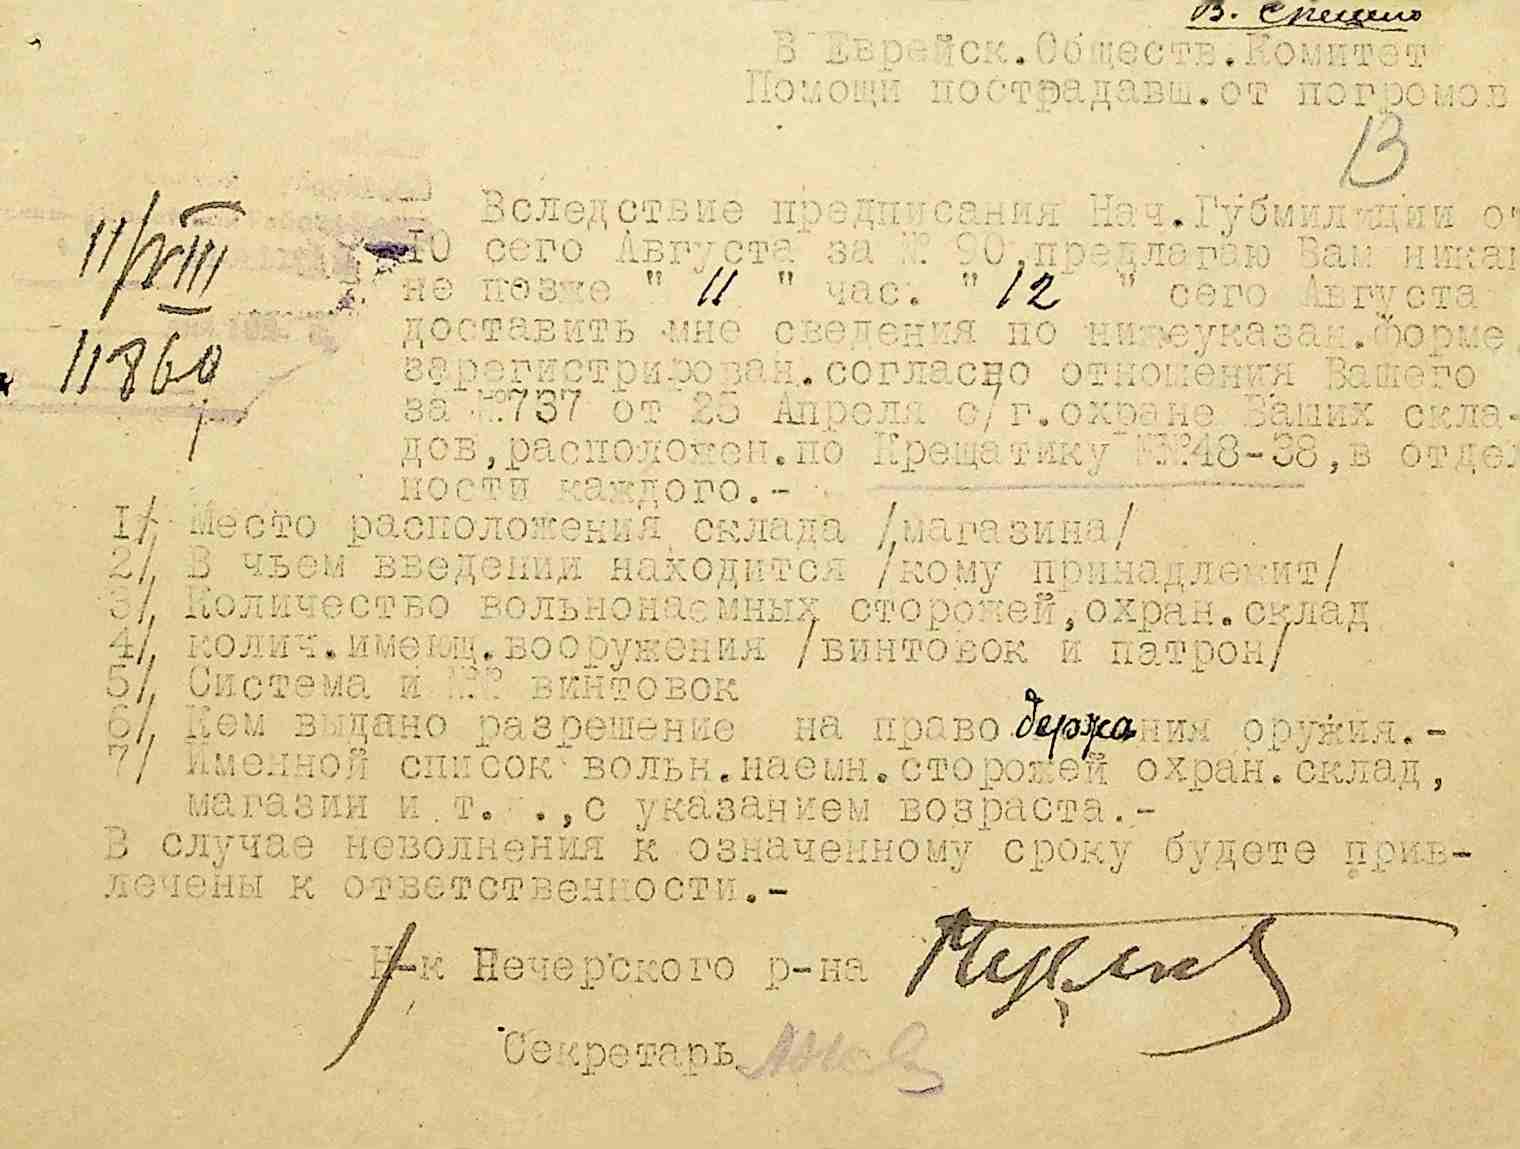 В. спешно
В Еврейск.Обществ.Комитет
Помощи пострадавш.от погромов
В
Вследствие предписания Нач.Губмилиции от
11/VIII
10 сего Августа за № 90,предлагаю Вам никак
не позже " 11 " час. " 12 " сего Августа
доставить мне сведения по нижеуказан.форме,
11860
зарегистрирован.согласно отношения Вашего
за №737 от 25 Апреля с/г.охране Ваших скла-
дов,расположен.по Крещатику №№48-38,в отдел
ности каждого.-
1/, Место расположения склада /,магазина/
2/, В чьем введении находится /кому принадлежит/
3/, Количество вольнонаемных сторожей,охран.склад
4/, колич.имеющ.вооружения /винтовок и патрон/
5/, Система и №№ винтовок
6/, Кем выдано разрешение на право держания оружия.-
7/ Именной список вольн.наемн.сторожей охран.склад,
магазин и т. .,с указанием возраста.-
В случае неволнения к означенному сроку будете прив-
лечены к ответственности.-
Н-к Печерского р-на
Секретарь